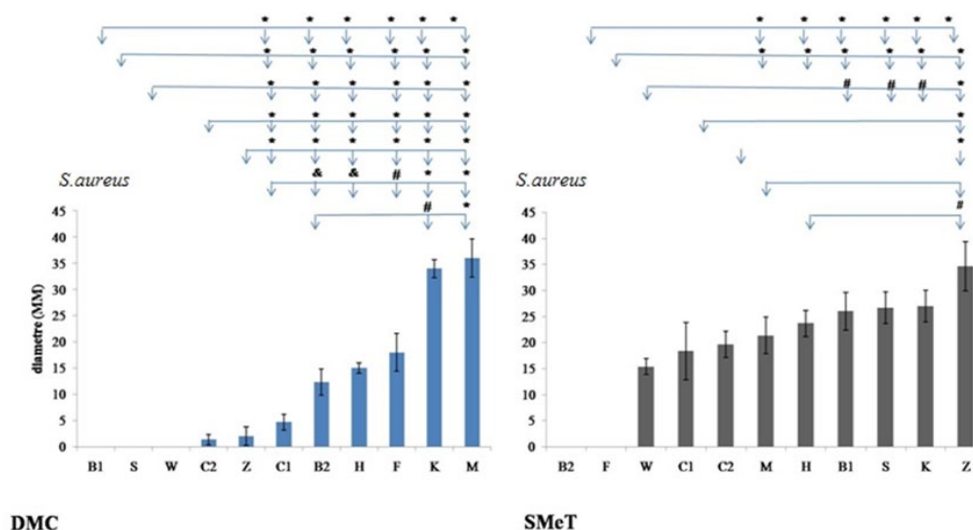 * * * * * *
* * * * * *
* * * * * *
* * * * * *
* * * * * *
& & # * *
S.aureus
# *
45
40
35
30
25
20
15
10
5
0
diametre (MM)
B1 S W C2 Z C1 B2 H F K M
DMC
* * * * * *
* * * * * *
# # # *
*
*
S.aureus
#
45
40
35
30
25
20
15
10
5
0
B2 F W C1 C2 M H B1 S K Z
SMeT